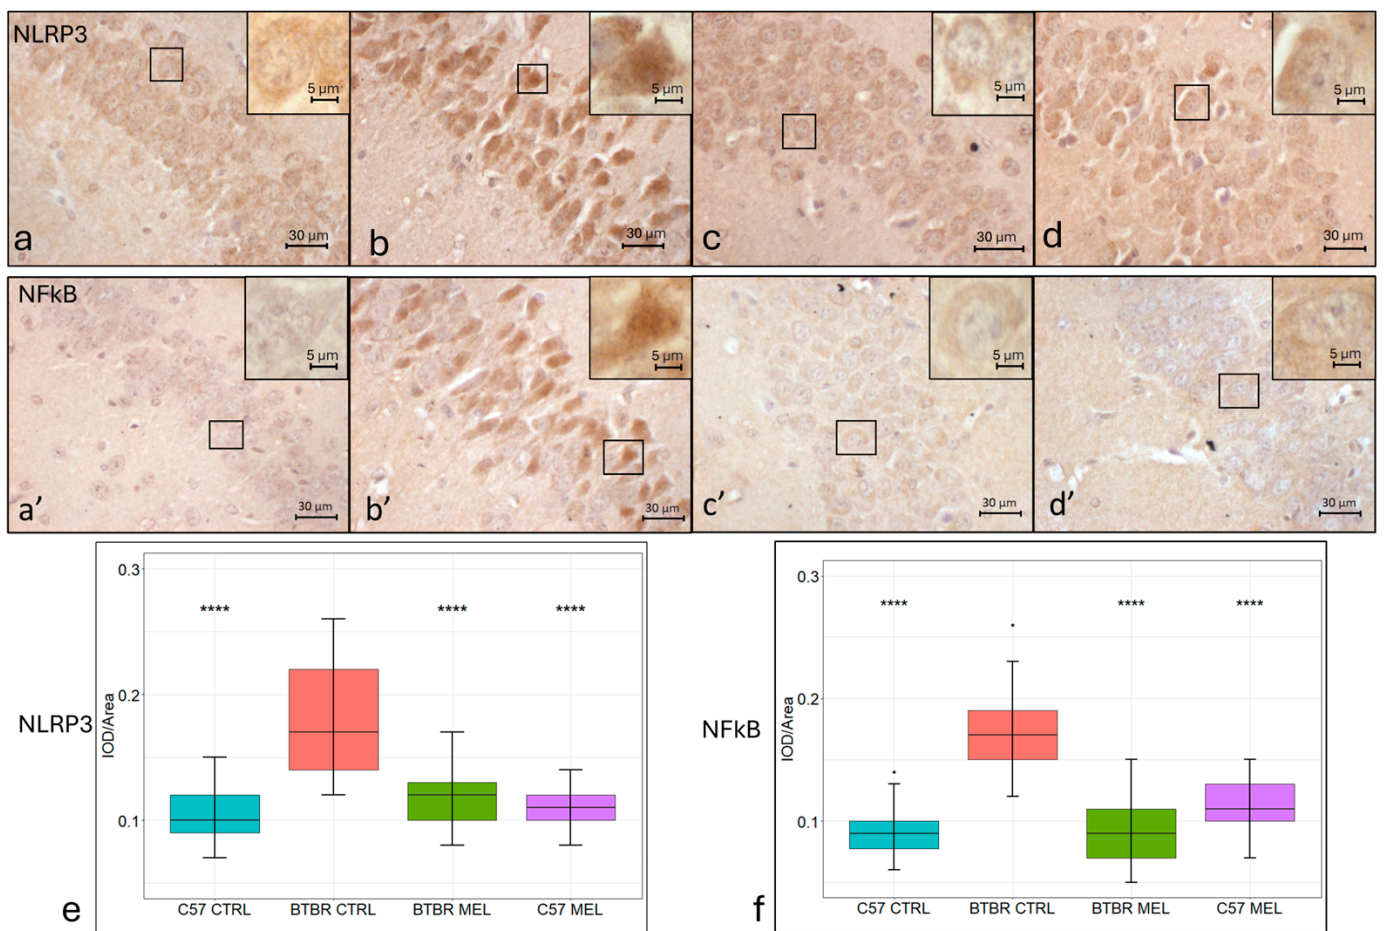 NLRP3
5 µm
5 µm
5 µm
5 µm
a
30 µm
b
30 µm
c
30 µm
d
30 µm
NFkB
5 µm
5 µm
5 µm
5 µm
a’
30 µm
b’
30 µm
c’
30 µm
d’
30 µm
NLRP3
IOD/Area
0.3
0.2
0.1
**** **** ****
C57 CTRL BTBR CTRL BTBR MEL C57 MEL
e
NFkB
IOD/Area
0.3
0.2
0.1
**** **** ****
C57 CTRL BTBR CTRL BTBR MEL C57 MEL
f